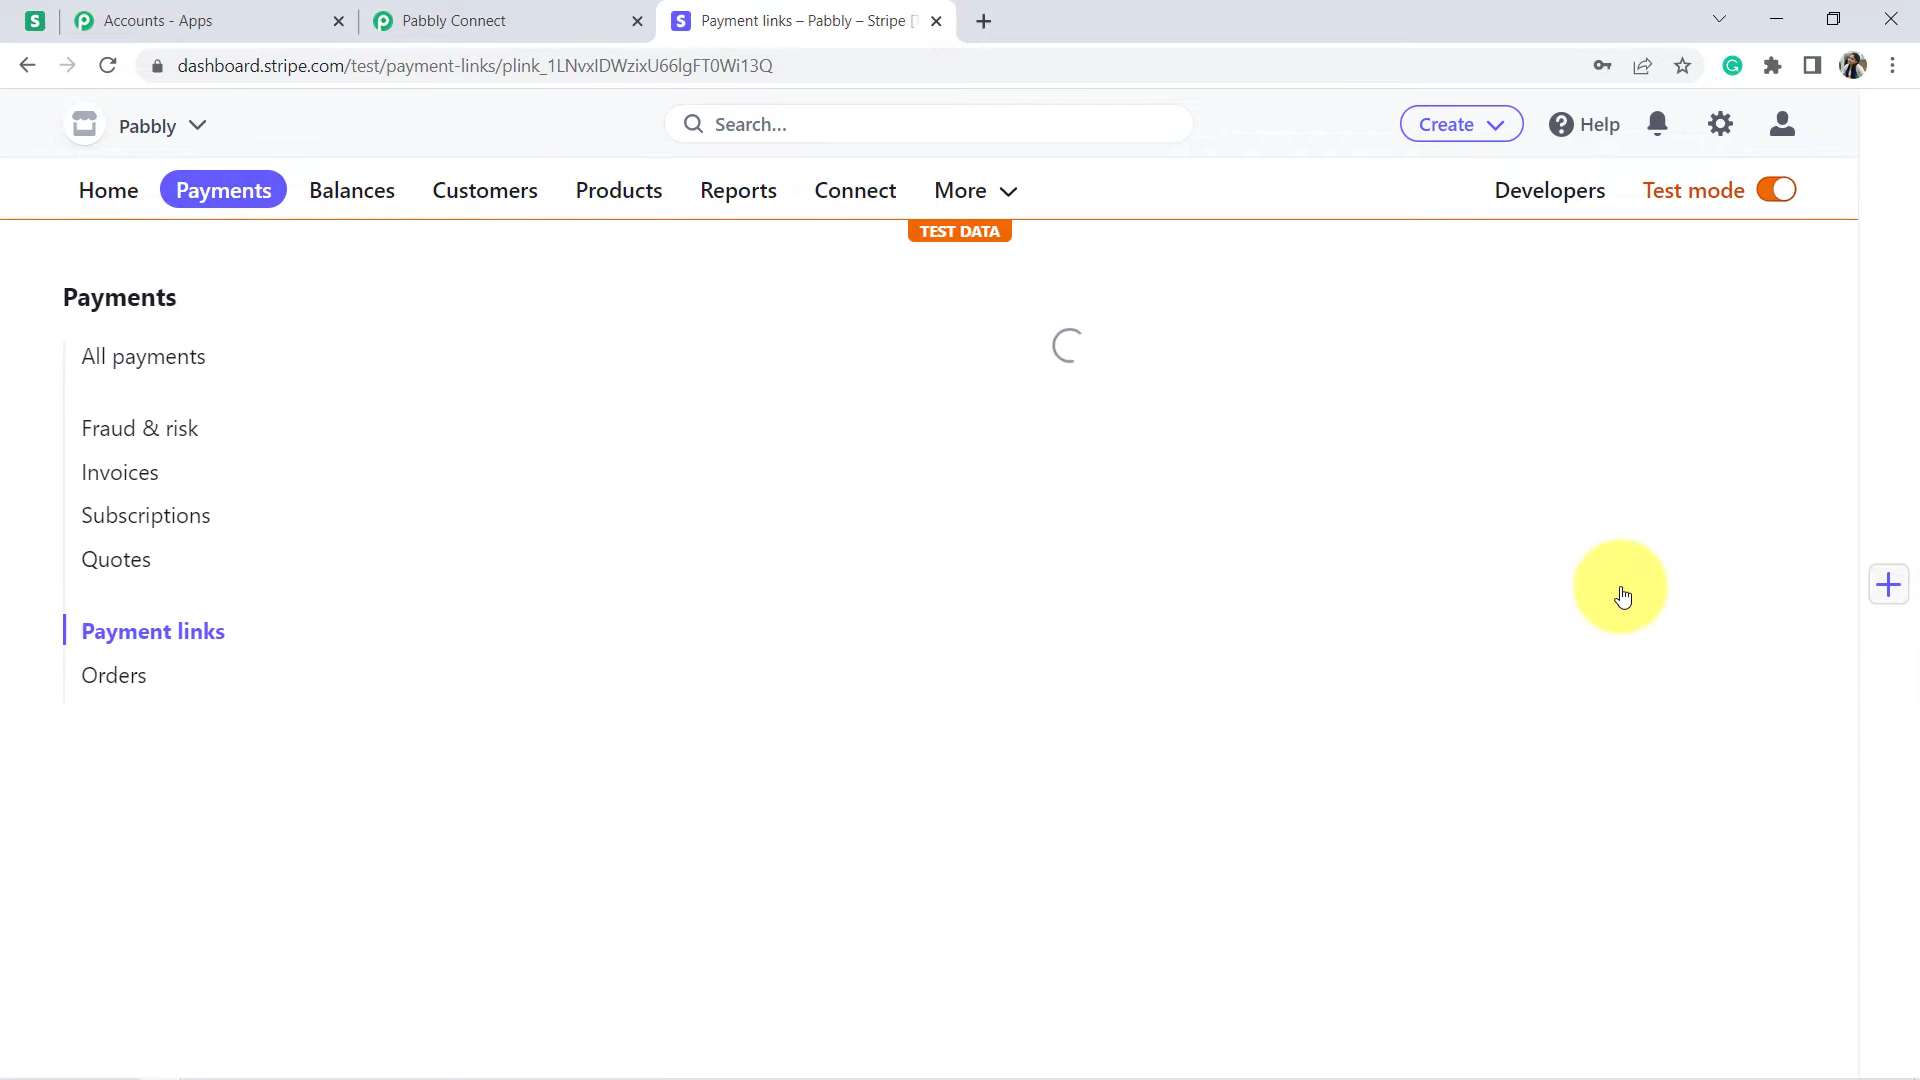 S
Accounts - Apps
Pabbly Connect
S Payment links – Pabbly – Stripe [
dashboard.stripe.com/test/payment-links/plink_1LNvxIDWzixU66lgFT0Wi13Q
Pabbly
Search...
Create
Help
Home
Payments
Balances
Customers
Products
Reports
Connect
More
Developers
Test mode
TEST DATA
Payments
All payments
Fraud & risk
Invoices
Subscriptions
Quotes
Payment links
Orders